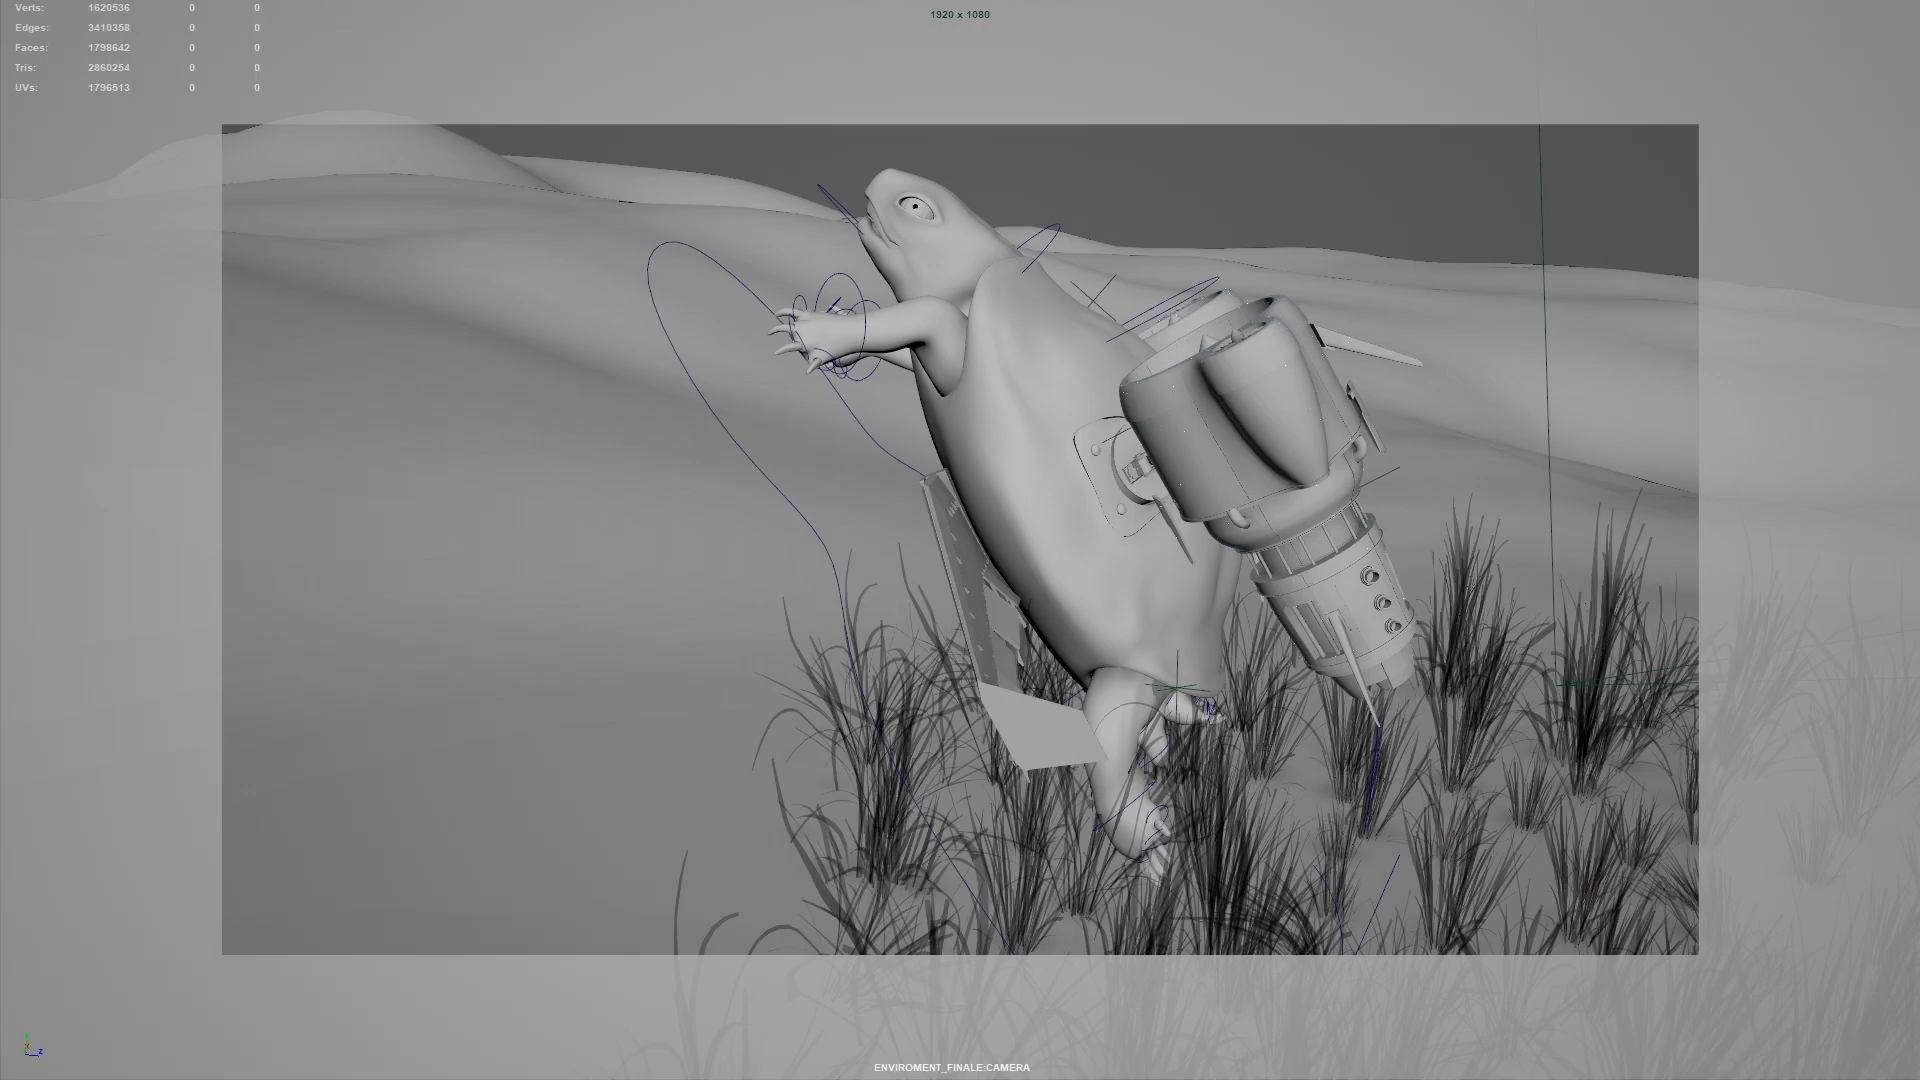 Verts: 1620536 0 0
Edges: 3410358 0 0
Faces: 1798642 0 0
Tris: 2860254 0 0
UVs: 1796513 0 0
1920 x 1080
z
ENVIROMENT_FINALE:CAMERA